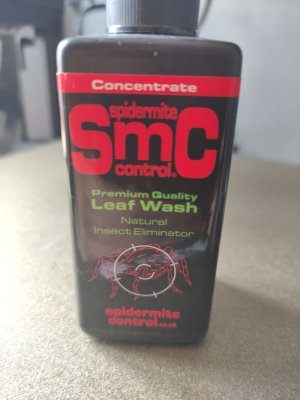 Concentrate
spidermite
SmC
control.
Premium Quality
Leaf Wash
Natural
Insect Eliminator
spidermite
control.co.uk